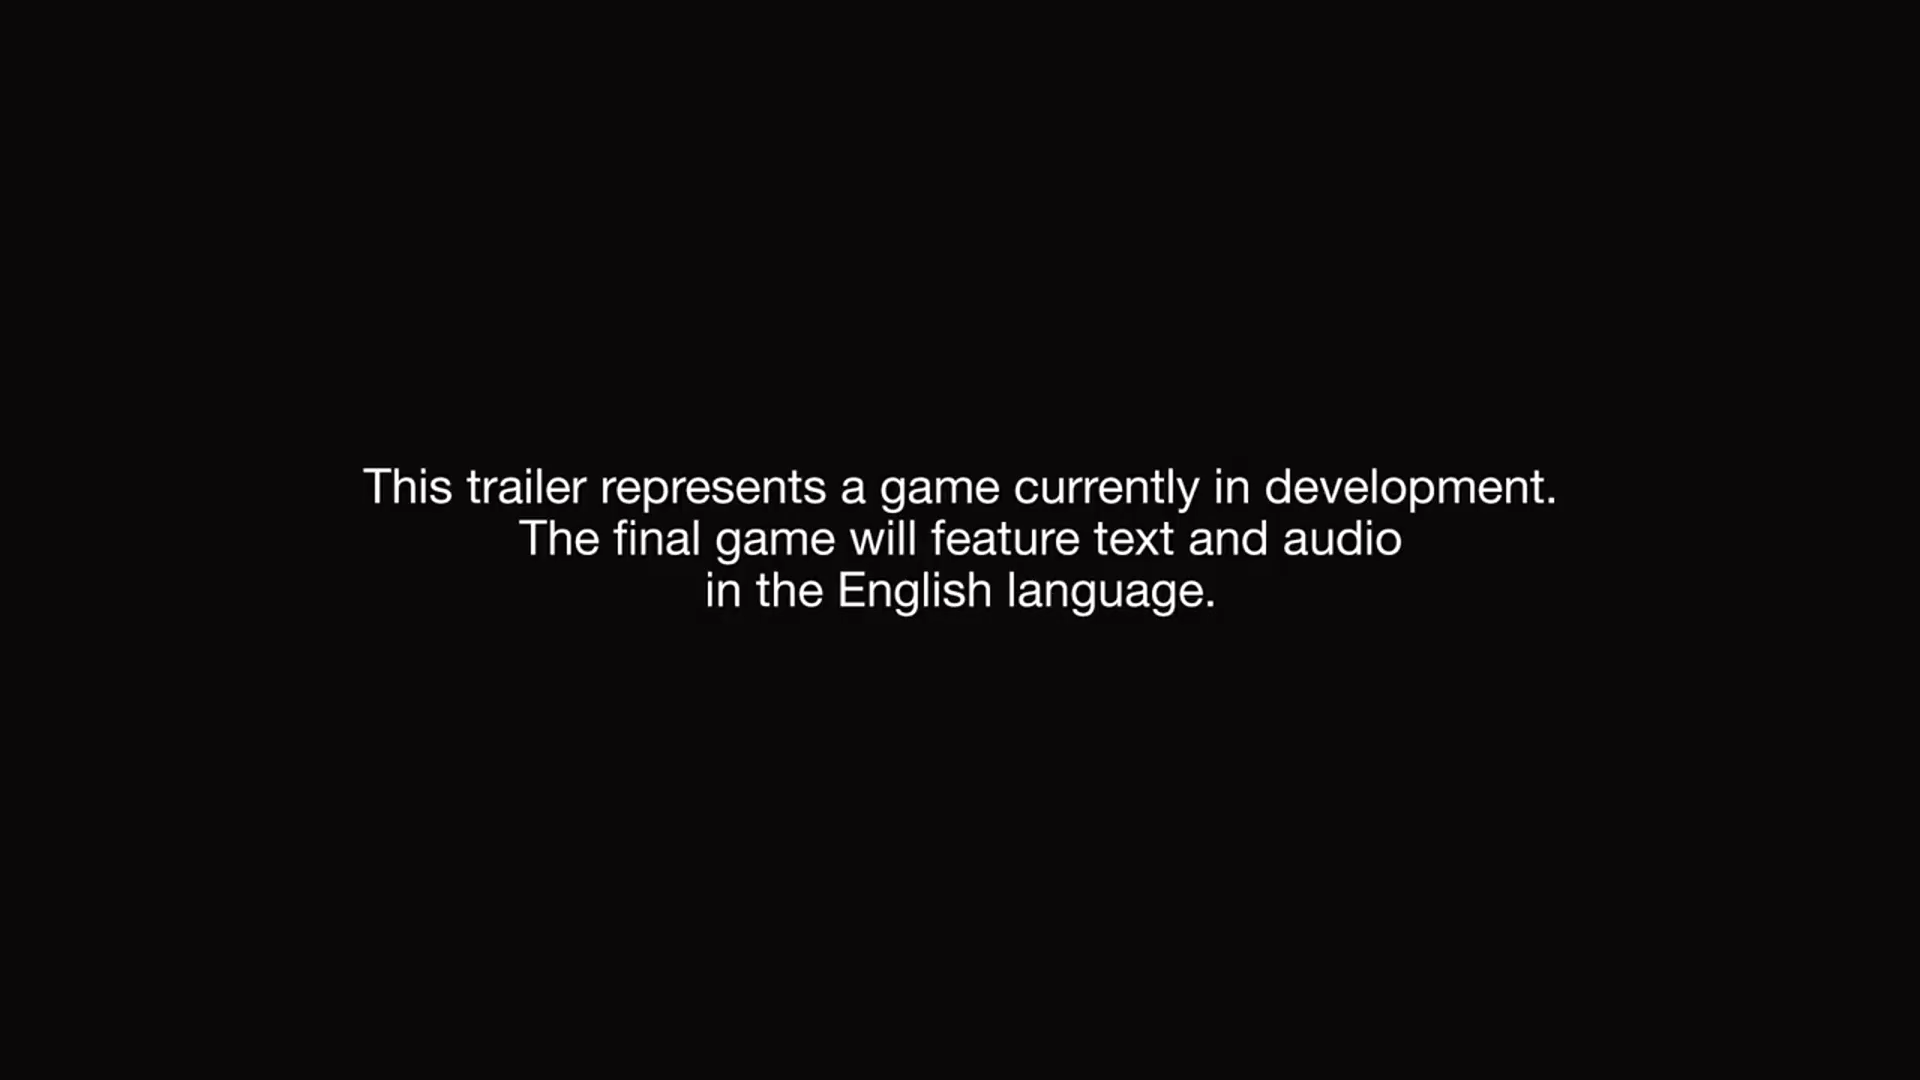 This trailer represents a game currently in development.
The final game will feature text and audio
in the English language.